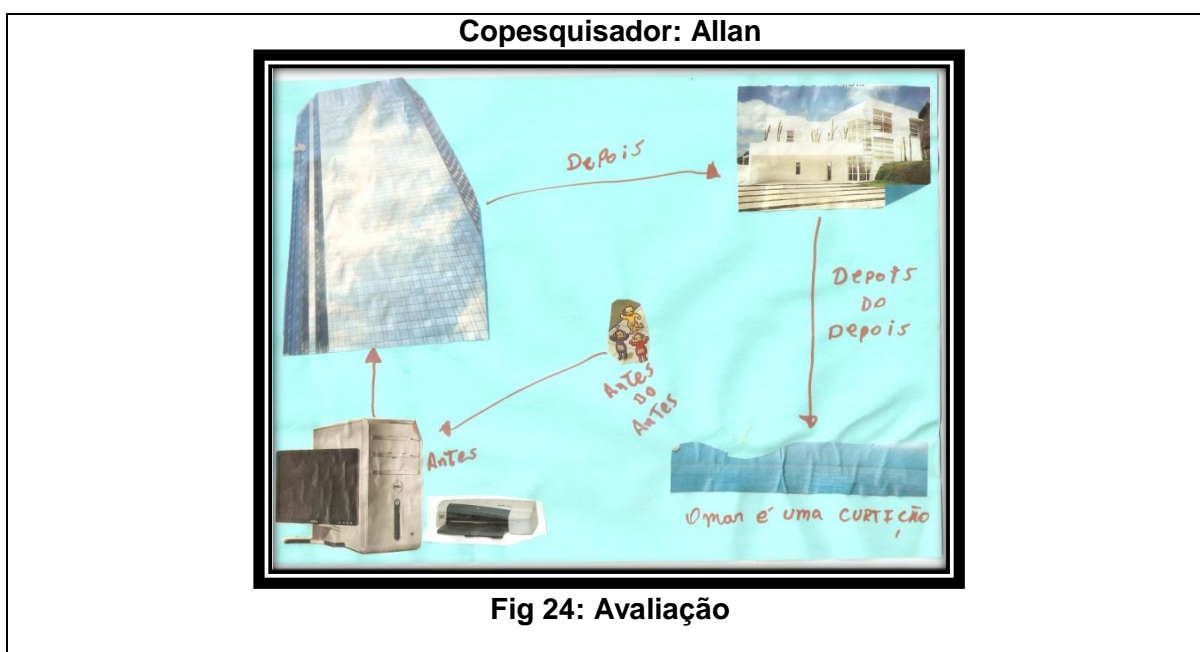 Copesquisador: Allan
DePois
DePois
DO
DePois
Antes
DO
Antes
Antes
O mar é uma CURTIÇÃO
Fig 24: Avaliação